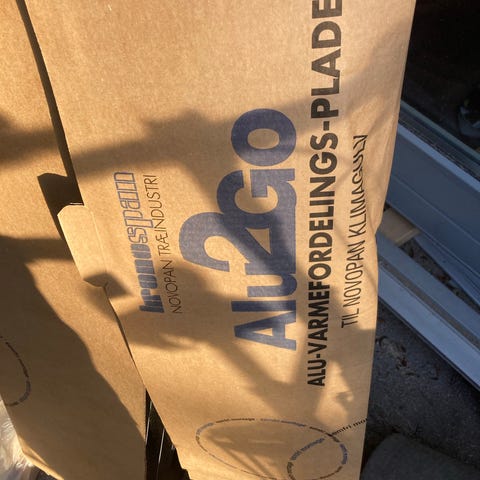 kronospan
NOVOPAN TRÆINDUSTRI
Alu2Go
ALU-VARMEFORDELINGS-PLADE
TIL NOVOPAN KLIMAGULV